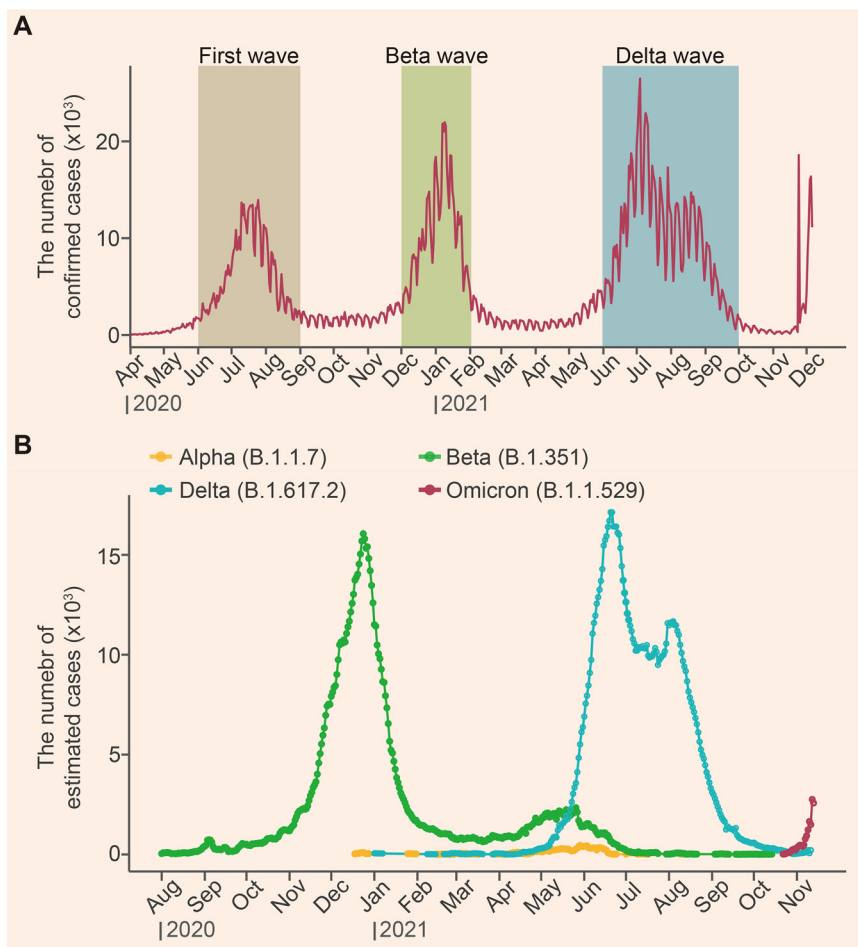 A
First wave
Beta wave
Delta wave
The numebr of
confirmed cases (x10³)
20
10
0
Apr May Jun Jul Aug Sep Oct Nov Dec Jan Feb Mar Apr May Jun Jul Aug Sep Oct Nov Dec
|2020 |2021
B
Alpha (B.1.1.7) Beta (B.1.351)
Delta (B.1.617.2) Omicron (B.1.1.529)
The numebr of
estimated cases (x10³)
15
10
5
0
Aug Sep Oct Nov Dec Jan Feb Mar Apr May Jun Jul Aug Sep Oct Nov
|2020 |2021